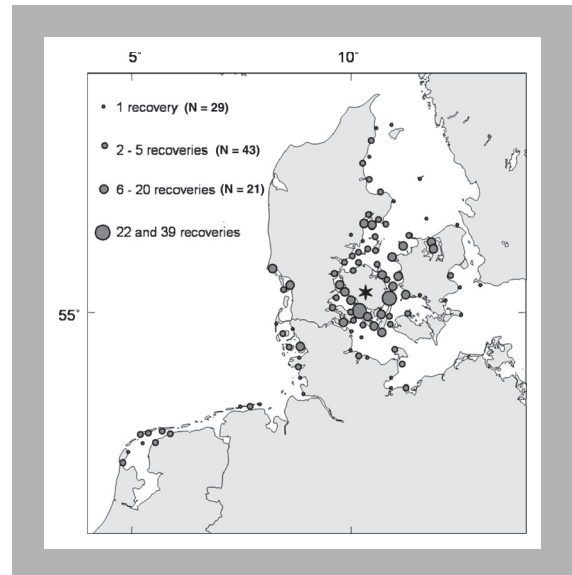 5° 10°
1 recovery (N = 29)
2 - 5 recoveries (N = 43)
6 - 20 recoveries (N = 21)
22 and 39 recoveries
55°